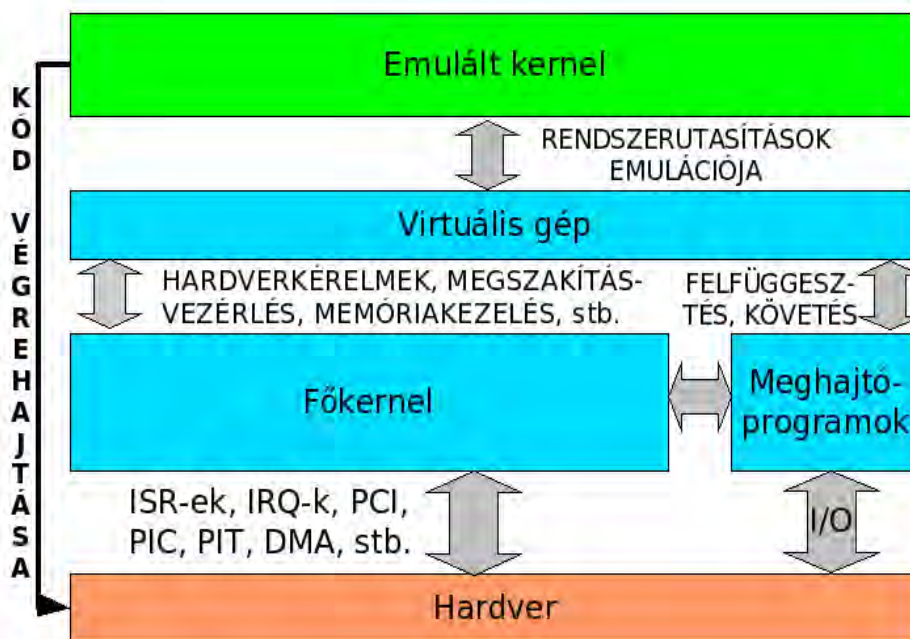 Emulált kernel
KÓD VÉGREHAJTÁSA
RENDSZERUTASÍTÁSOK
EMULÁCIÓJA
Virtuális gép
HARDVERKÉRELMEK, MEGSZAKÍTÁS-
VEZÉRLÉS, MEMÓRIAKEZELÉS, stb.
FELFÜGGESZ-
TÉS, KÖVETÉS
Főkernel
Meghajtó-
programok
ISR-ek, IRQ-k, PCI,
PIC, PIT, DMA, stb.
I/O
Hardver